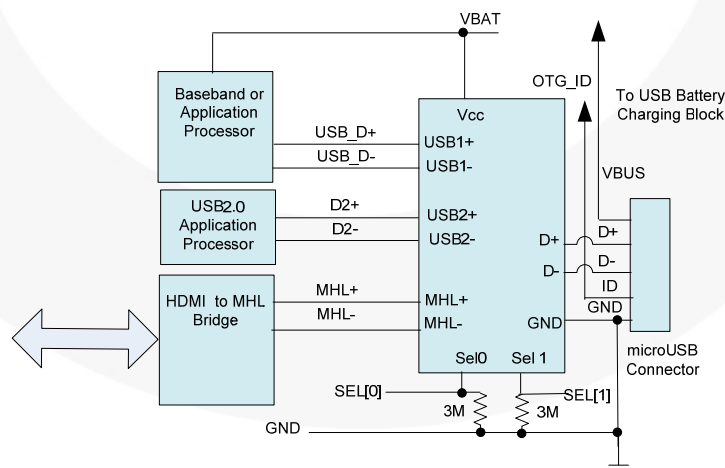 VBAT
Baseband or
Application
Processor
OTG_ID
To USB Battery
Charging Block
Vcc
USB_D+
USB1+
USB_D-
USB1-
VBUS
USB2.0
Application
Processor
D2+
USB2+
D2-
USB2-
D+
D+
D-
D-
ID
HDMI to MHL
Bridge
MHL+
MHL+
MHL-
MHL-
GND
GND
microUSB
Connector
Sel0
Sel 1
SEL[0]
3M
3M
SEL[1]
GND